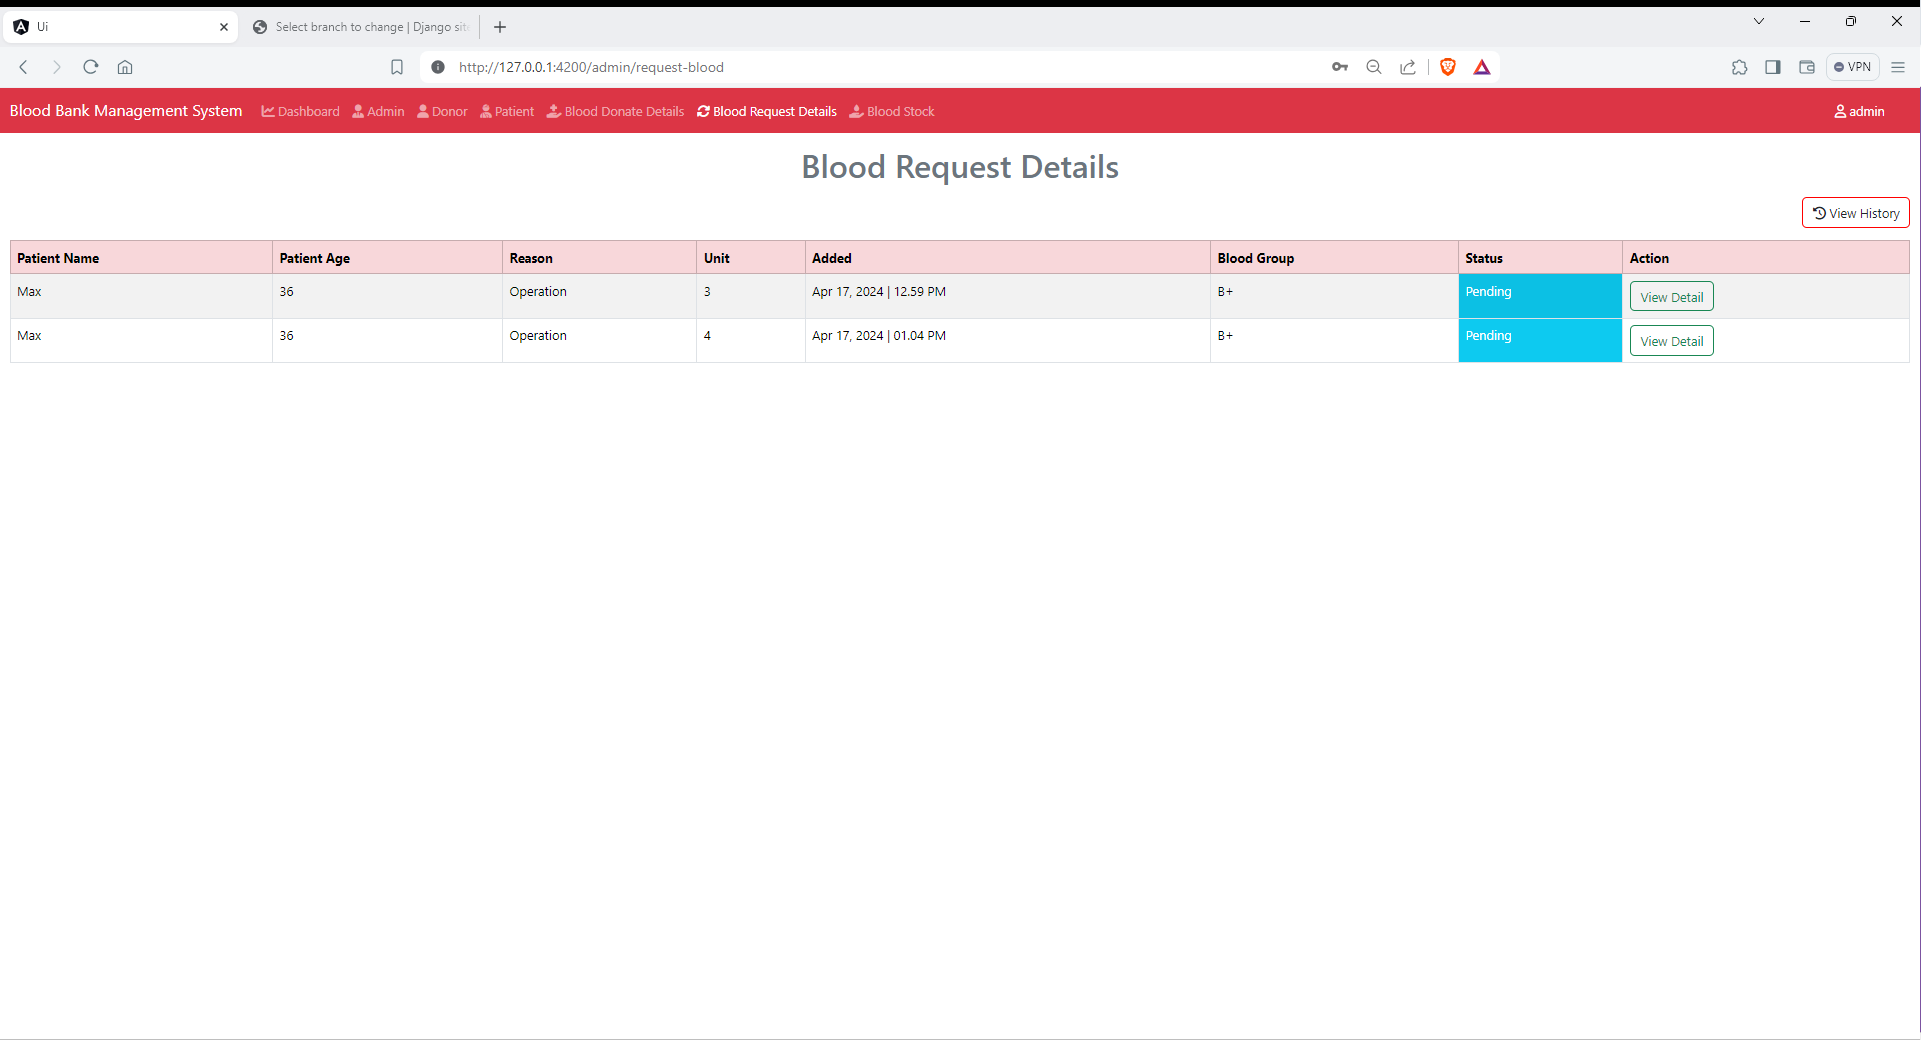 Ui
Select branch to change | Django sit
http://127.0.0.1:4200/admin/request-blood
VPN
Blood Bank Management System Dashboard Admin Donor Patient Blood Donate Details Blood Request Details Blood Stock admin
Blood Request Details
View History
Patient Name Patient Age Reason Unit Added Blood Group Status Action
Max 36 Operation 3 Apr 17, 2024 | 12.59 PM B+ Pending View Detail
Max 36 Operation 4 Apr 17, 2024 | 01.04 PM B+ Pending View Detail